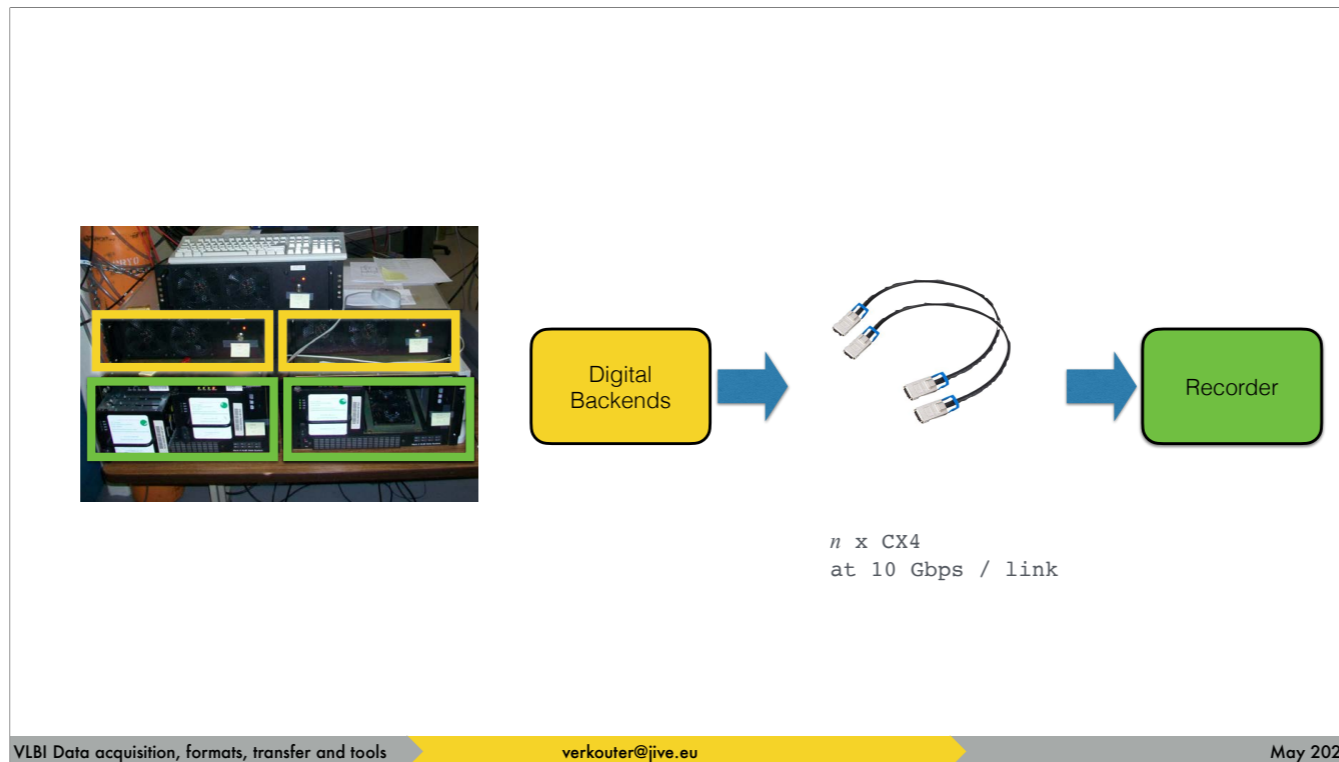 Digital
Backends
Recorder
n x CX4
at 10 Gbps / link
VLBI Data acquisition, formats, transfer and tools
verkouter@jive.eu
May 202